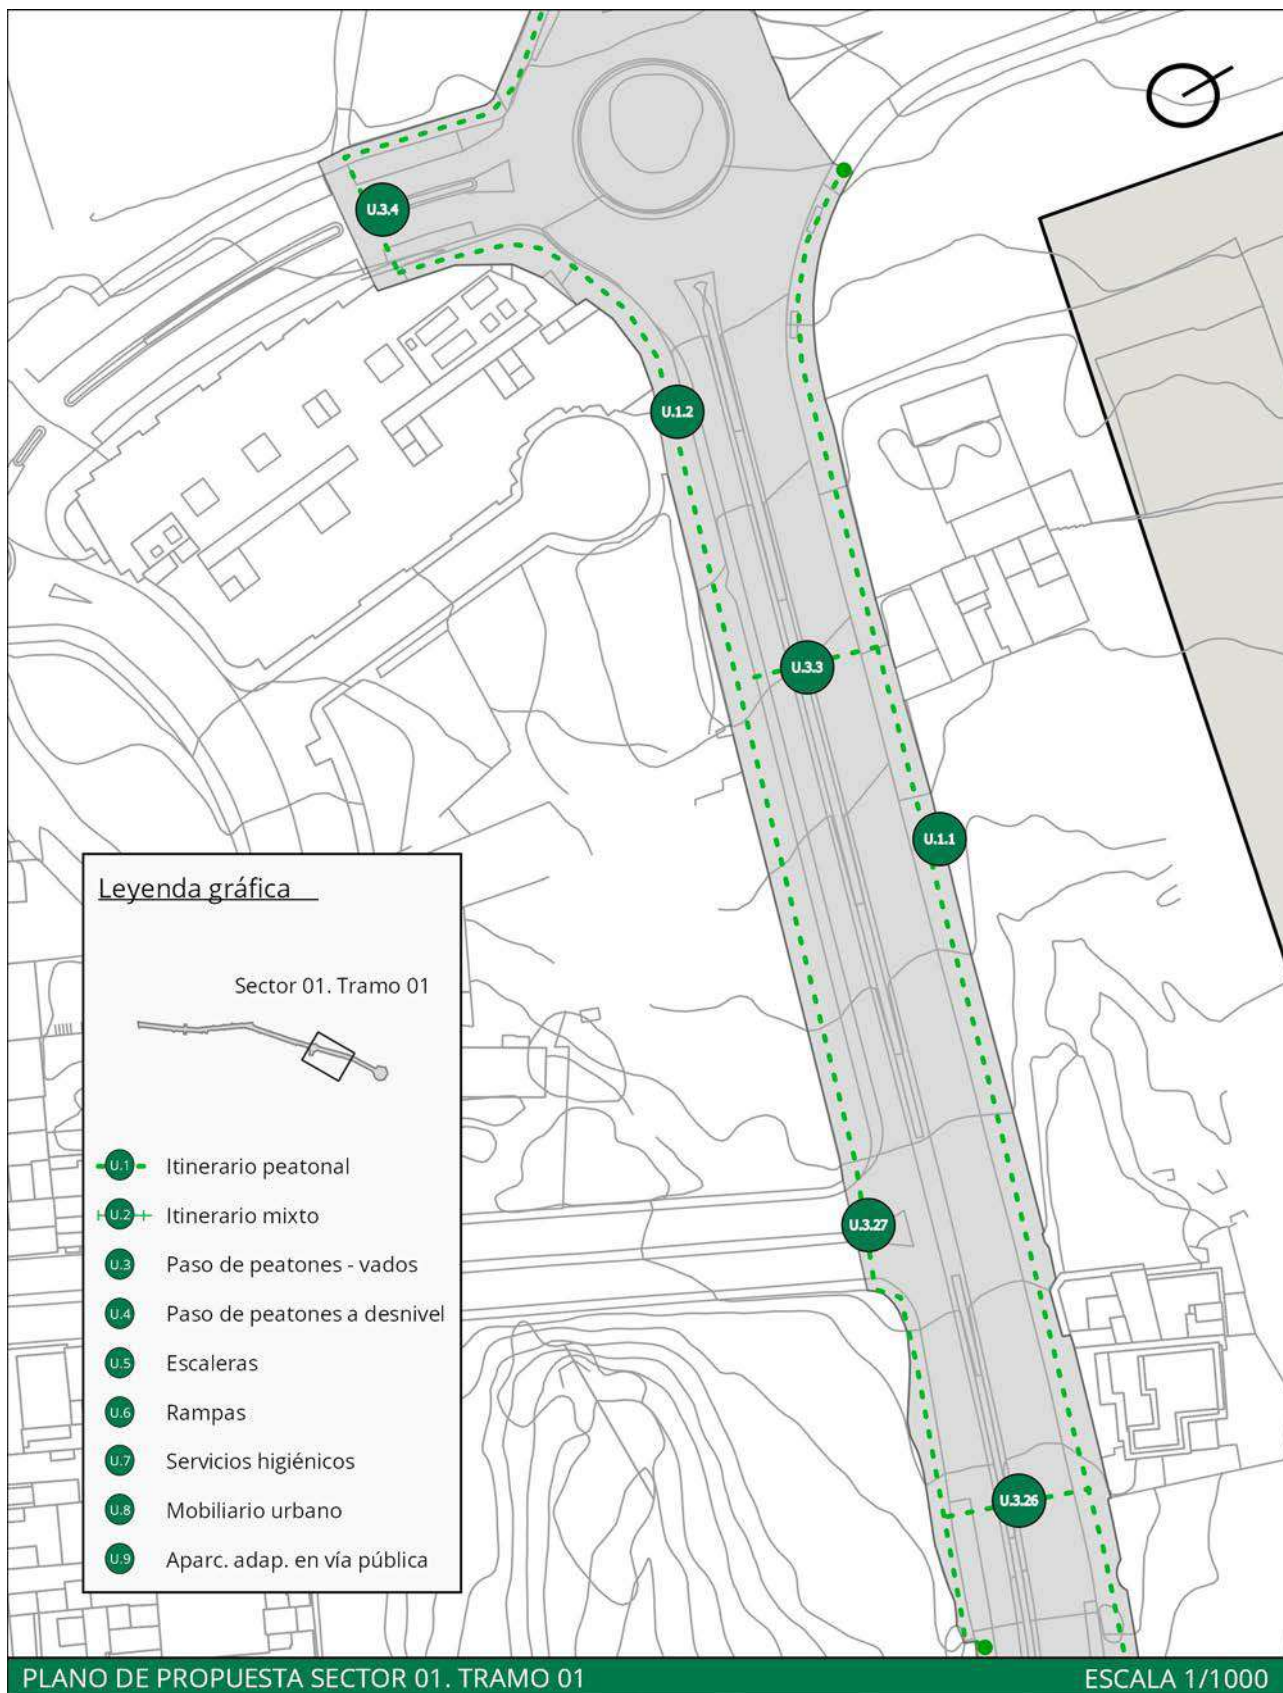 U.3.4
U.1.2
U.3.3
U.1.1
U.3.27
U.3.26
Leyenda gráfica
Sector 01. Tramo 01
U.1 Itinerario peatonal
U.2 Itinerario mixto
U.3 Paso de peatones - vados
U.4 Paso de peatones a desnivel
U.5 Escaleras
U.6 Rampas
U.7 Servicios higiénicos
U.8 Mobiliario urbano
U.9 Aparc. adap. en vía pública
PLANO DE PROPUESTA SECTOR 01. TRAMO 01 ESCALA 1/1000